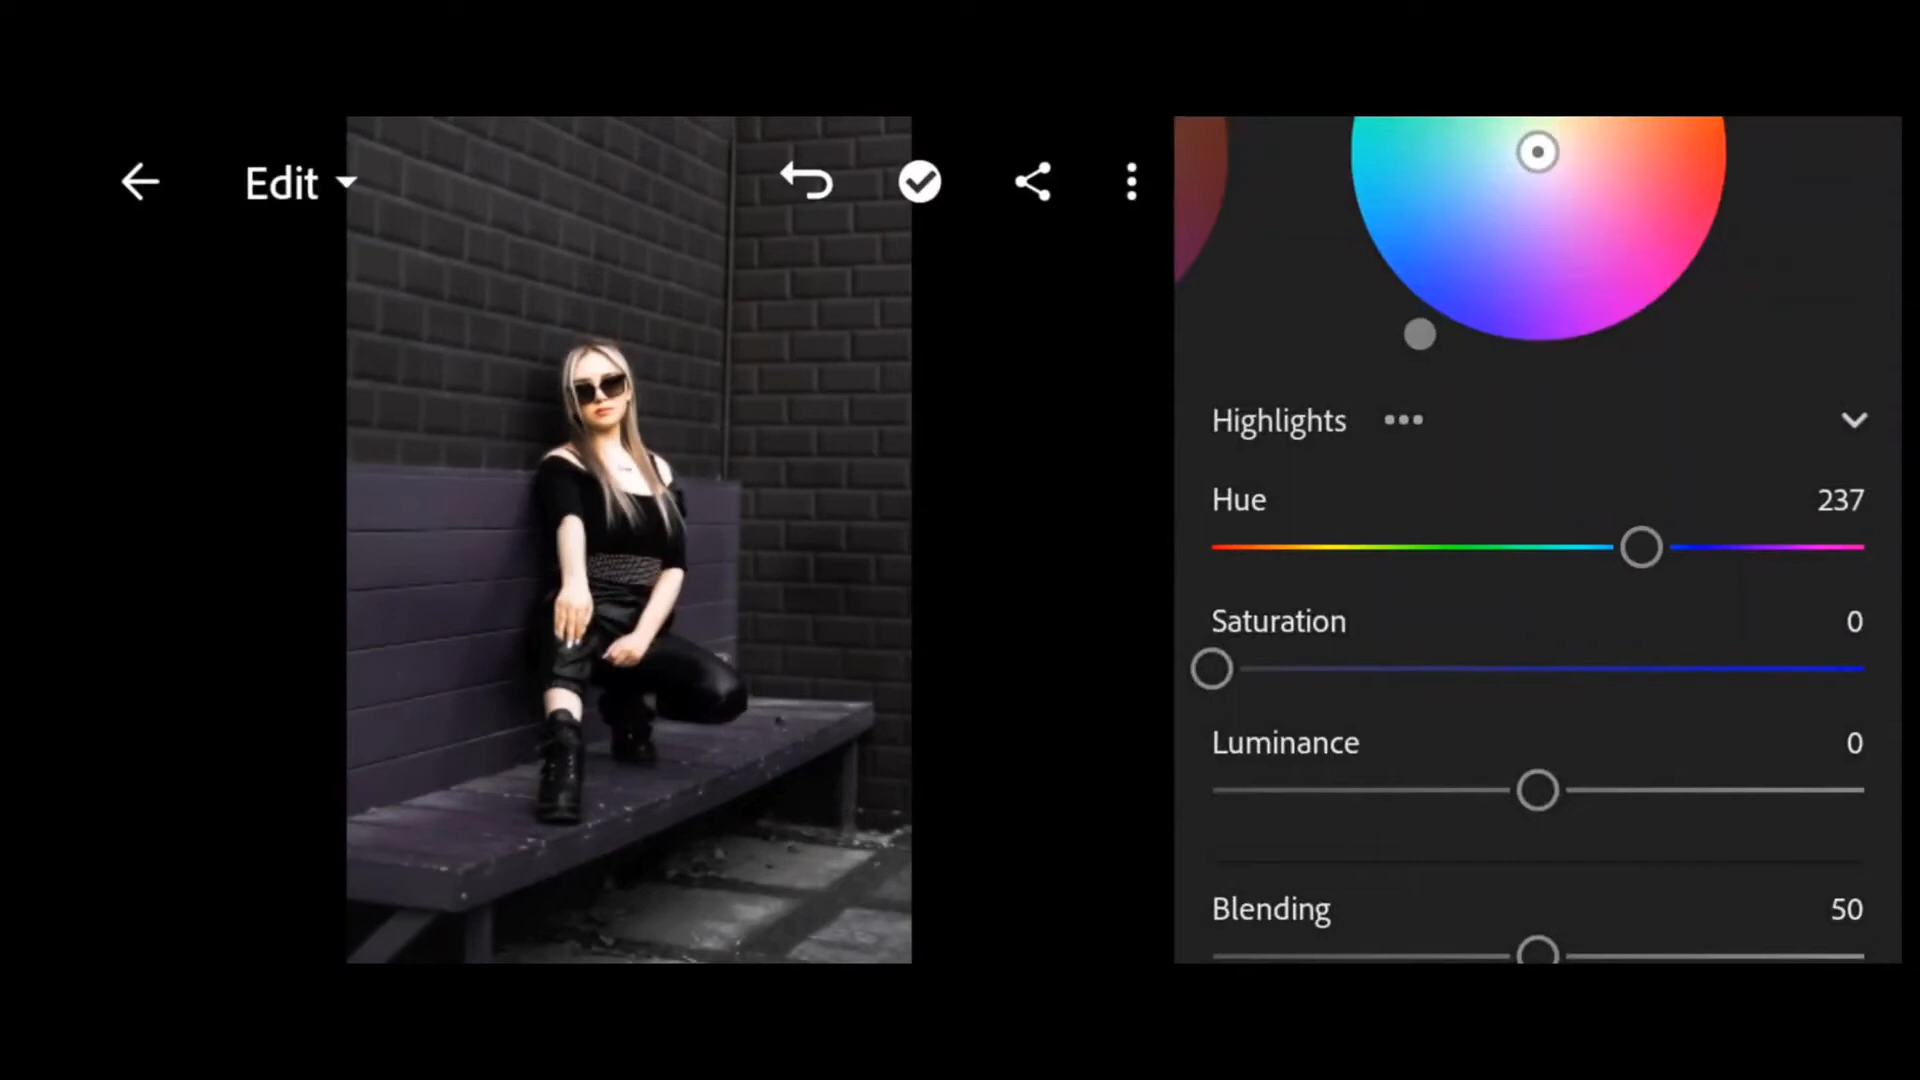 Edit
Highlights
Hue 237
Saturation 0
Luminance 0
Blending 50